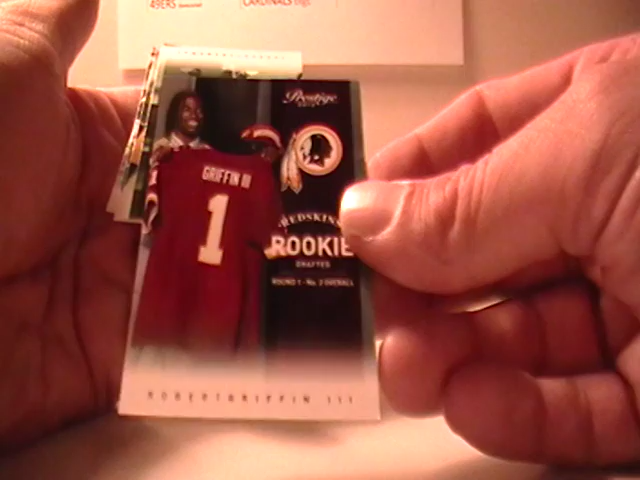 49ERS
CARDINALS
Prestige
GRIFFIN III
1
REDSKINS
ROOKIE
DRAFTED
ROUND 1 - No. 2 OVERALL
ROBERT GRIFFIN III